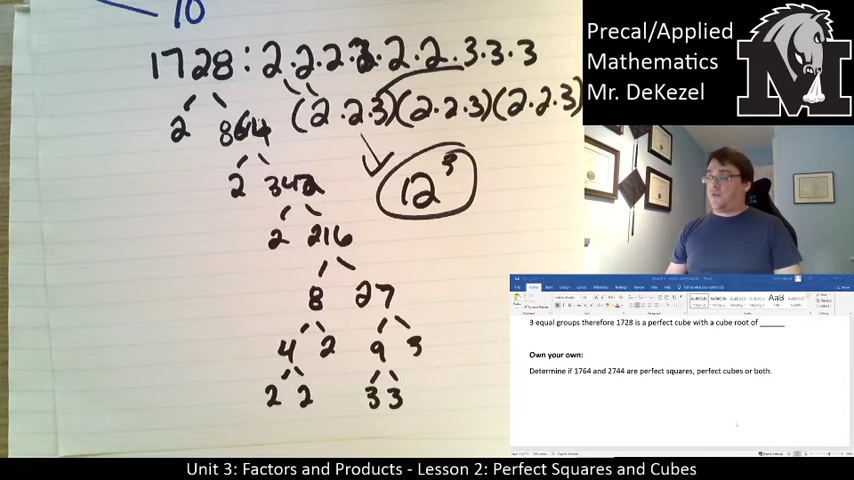 10
1728 : 2·2·2·2·2·2·3·3·3
2 864
(2·2·3)(2·2·3)(2·2·3)
2 342
12³
2 216
8 27
4 2 9 3
2 2 3 3
Precal/Applied
Mathematics
Mr. DeKezel
M
3 equal groups therefore 1728 is a perfect cube with a cube root of ______
Own your own:
Determine if 1764 and 2744 are perfect squares, perfect cubes or both.
Unit 3: Factors and Products - Lesson 2: Perfect Squares and Cubes